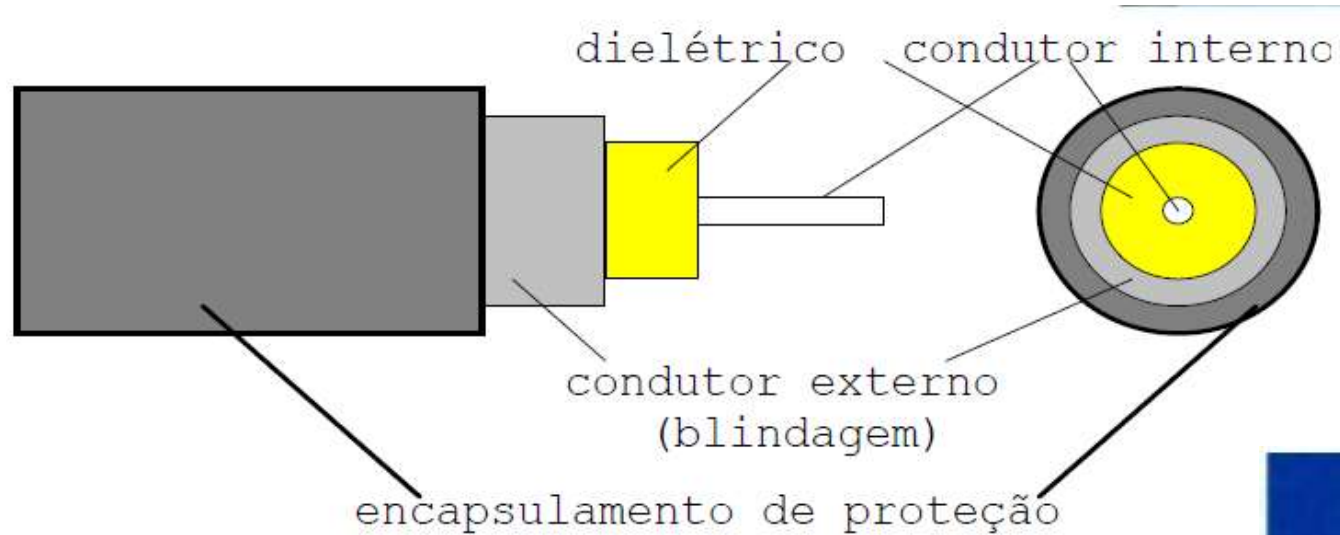 dielétrico condutor interno
condutor externo
(blindagem)
encapsulamento de proteção